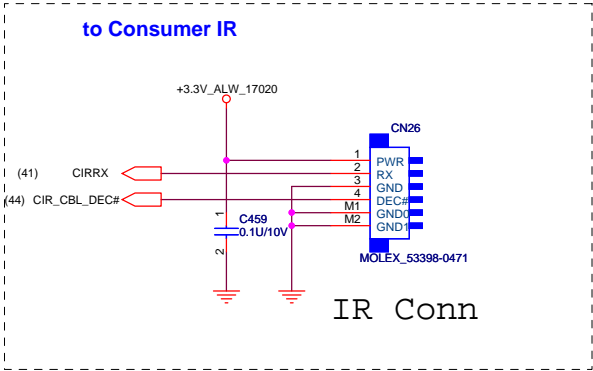 to Consumer IR
+3.3V_ALW_17020
CN26
1 PWR
(41) CIRRX 2 RX
3 GND
(44) CIR_CBL_DEC# 4 DEC#
M1 GND0
M2 GND1
1 C459
0.1U/10V
2
MOLEX_53398-0471
IR Conn